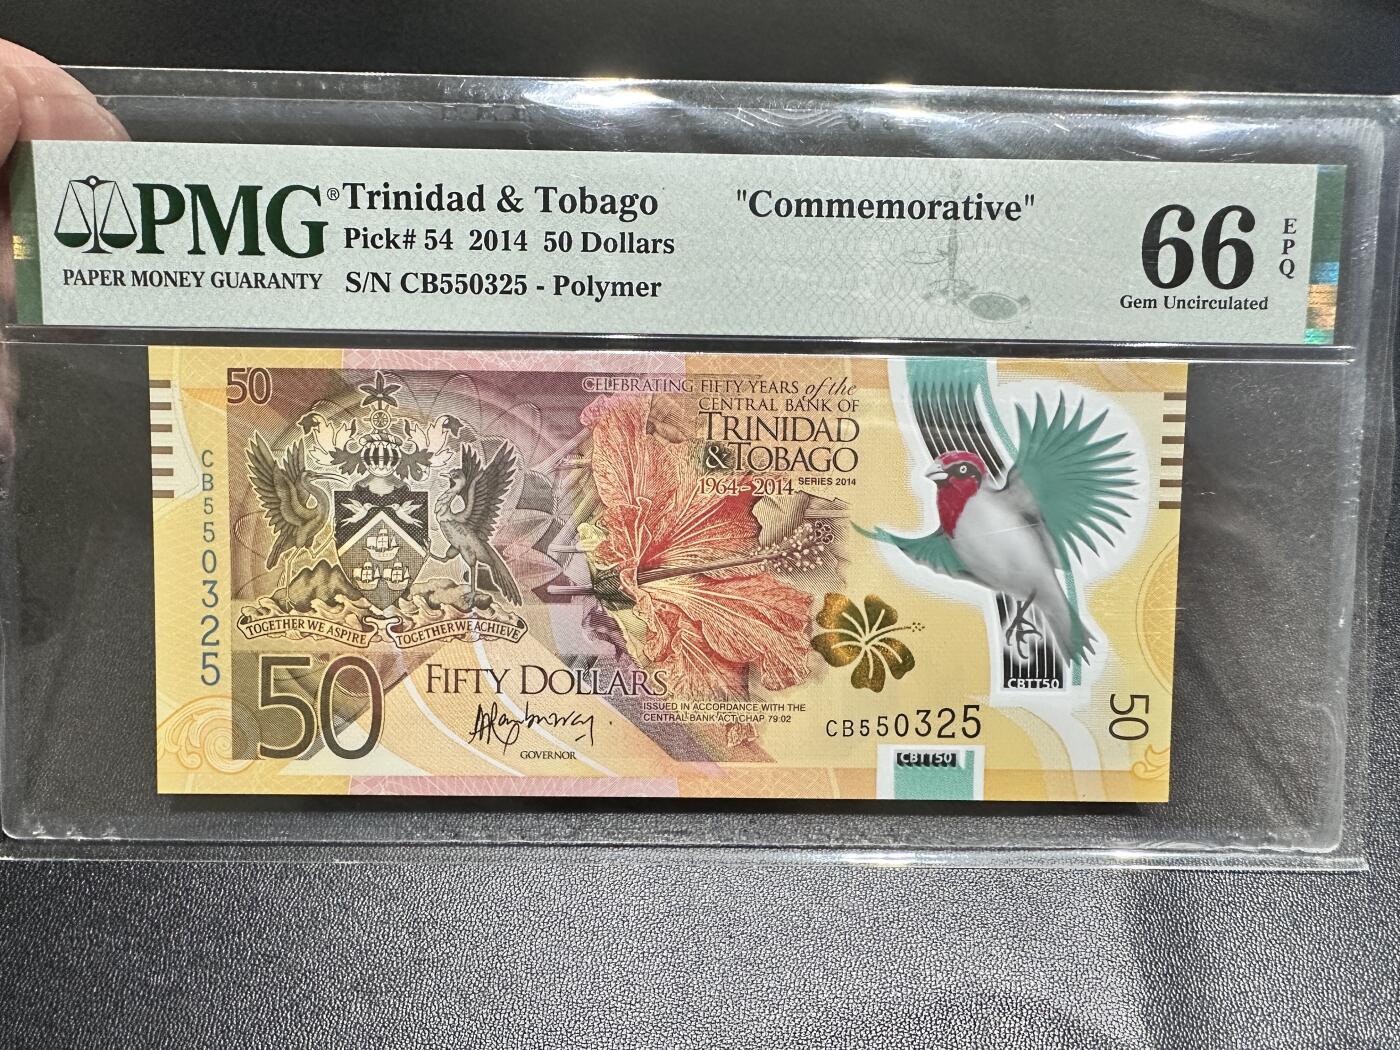 PMG®
PAPER MONEY GUARANTY
Trinidad & Tobago
Pick# 54 2014 50 Dollars
S/N CB550325 - Polymer
"Commemorative"
66
EPQ
Gem Uncirculated
50
CELEBRATING FIFTY YEARS of the
CENTRAL BANK OF
TRINIDAD
& TOBAGO
1964-2014 SERIES 2014
CB550325
TOGETHER WE ASPIRE TOGETHER WE ACHIEVE
50
FIFTY DOLLARS
GOVERNOR
ISSUED IN ACCORDANCE WITH THE
CENTRAL BANK ACT CHAP 79:02
CB550325
CBTT50
CBTT50
50